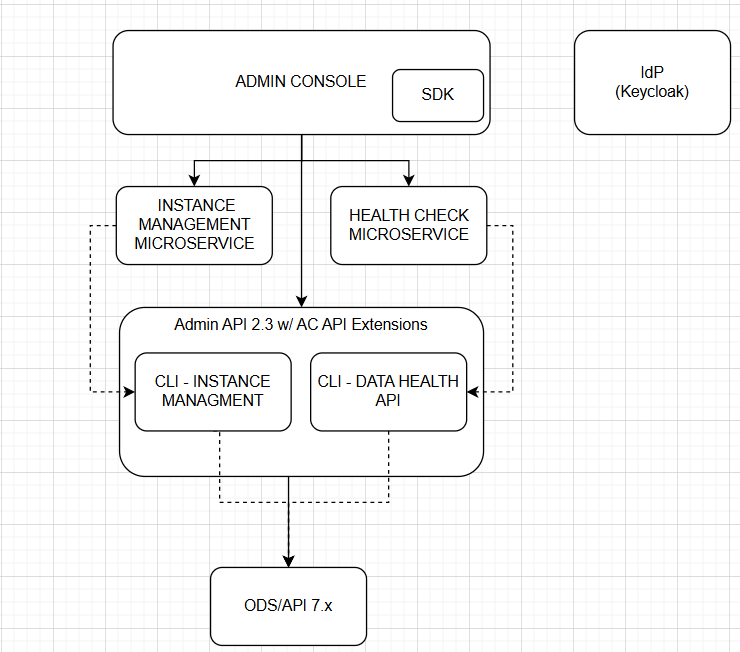 ADMIN CONSOLE
SDK
IdP
(Keycloak)
INSTANCE
MANAGEMENT
MICROSERVICE
HEALTH CHECK
MICROSERVICE
Admin API 2.3 w/ AC API Extensions
CLI - INSTANCE
MANAGMENT
CLI - DATA HEALTH
API
ODS/API 7.x